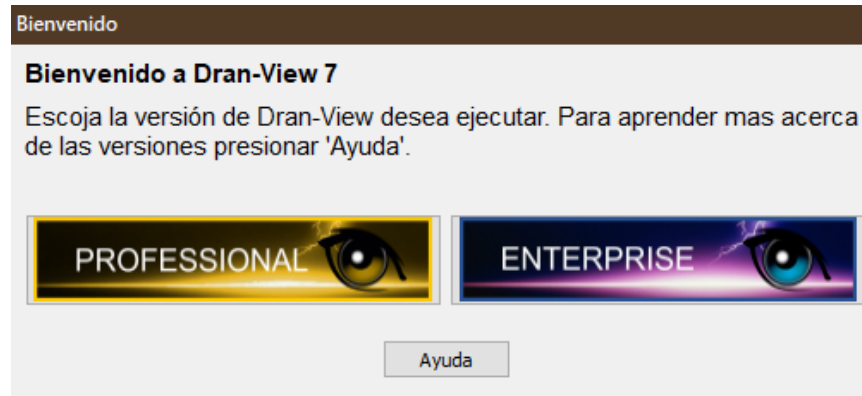 Bienvenido
Bienvenido a Dran-View 7
Escoja la versión de Dran-View desea ejecutar. Para aprender mas acerca
de las versiones presionar 'Ayuda'.
PROFESSIONAL
ENTERPRISE
Ayuda